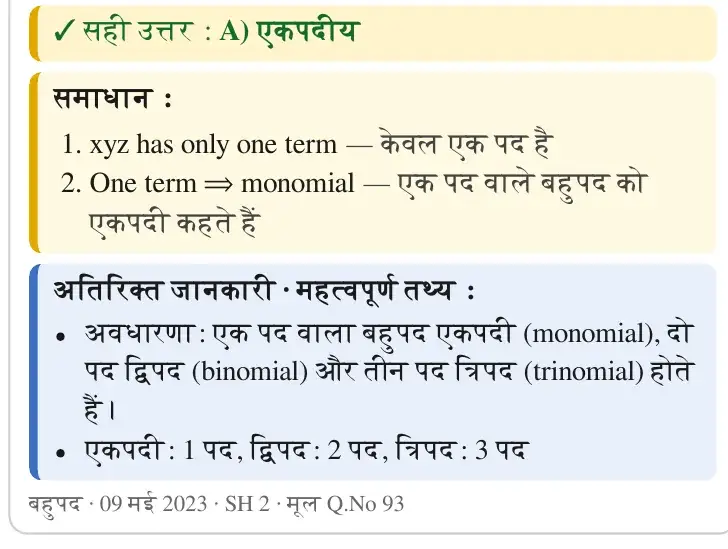 ✓ सही उत्तर : A) एकपदीय
समाधान :
1. xyz has only one term — केवल एक पद है
2. One term ⟹ monomial — एक पद वाले बहुपद को
एकपदी कहते हैं
अतिरिक्त जानकारी · महत्वपूर्ण तथ्य :
• अवधारणा : एक पद वाला बहुपद एकपदी (monomial), दो
पद द्विपद (binomial) और तीन पद त्रिपद (trinomial) होते
हैं।
• एकपदी : 1 पद, द्विपद : 2 पद, त्रिपद : 3 पद
बहुपद · 09 मई 2023 · SH 2 · मूल Q.No 93